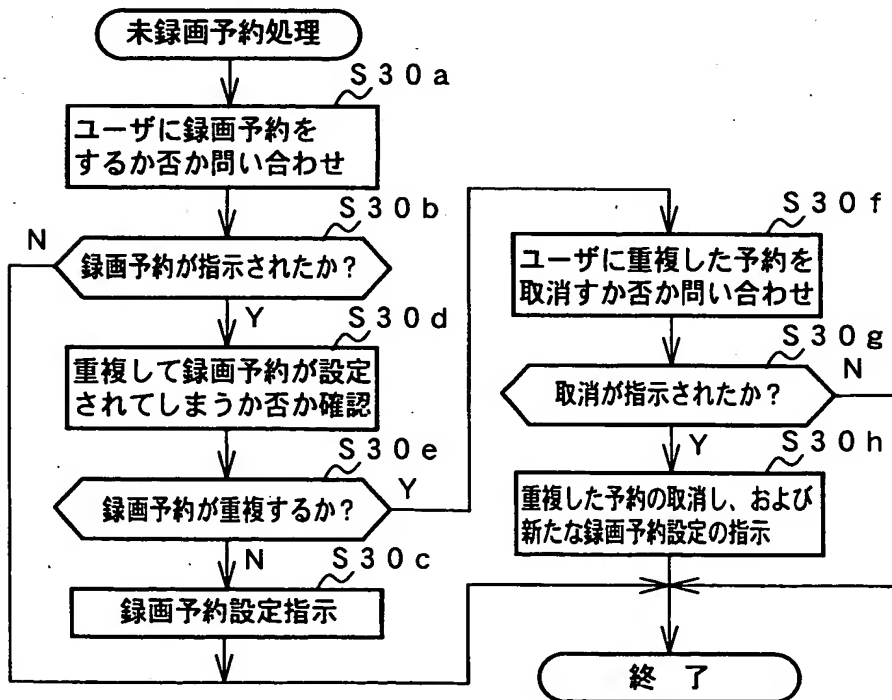 未録画予約処理
S30a
ユーザに録画予約を
するか否か問い合わせ
S30b
N
録画予約が指示されたか?
Y
S30d
重複して録画予約が設定
されてしまうか否か確認
S30e
録画予約が重複するか?
Y
N
S30c
録画予約設定指示
S30f
ユーザに重複した予約を
取消すか否か問い合わせ
S30g
取消が指示されたか?
N
Y
S30h
重複した予約の取消し、および
新たな録画予約設定の指示
終了